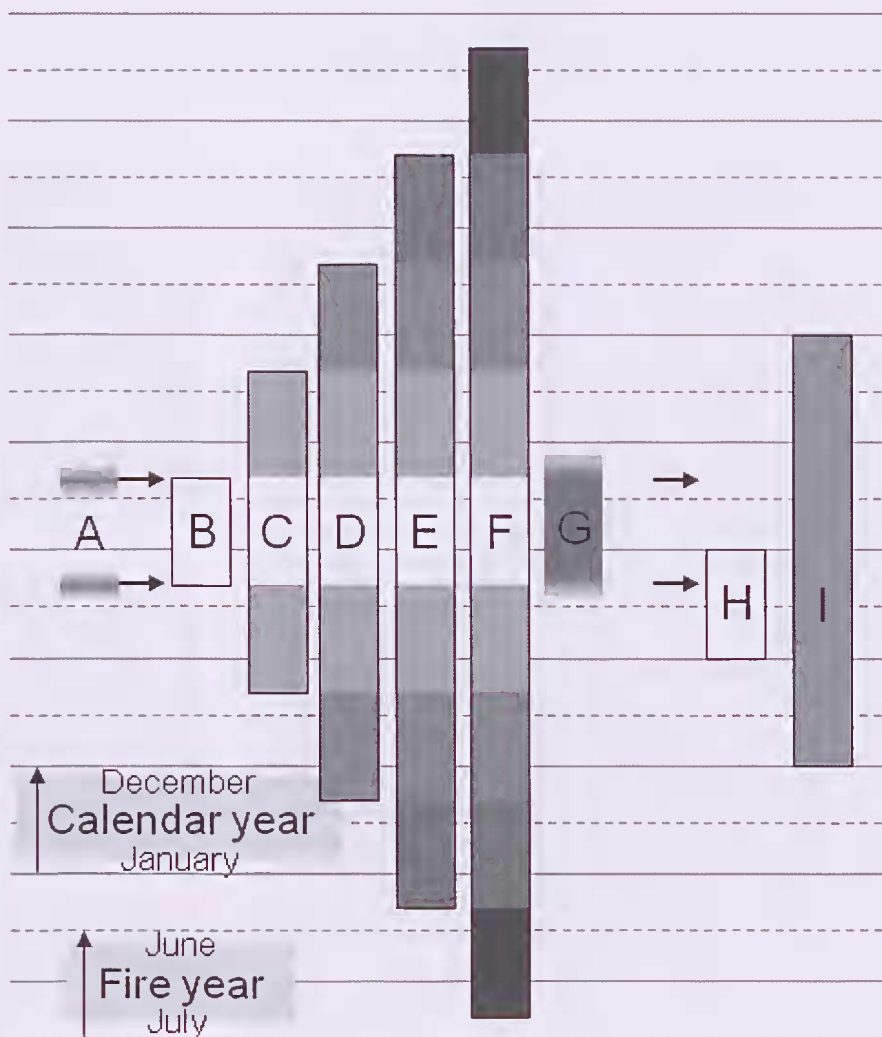 A B C D E F G H I
December
Calendar year
January
June
Fire year
July